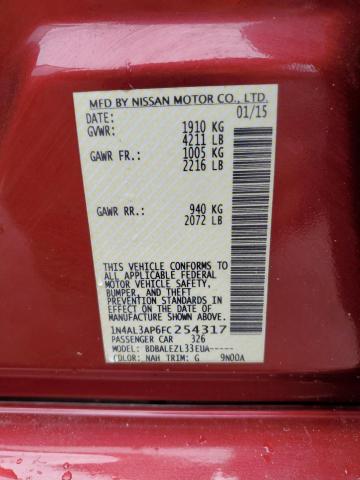 MFD BY NISSAN MOTOR CO., LTD.
DATE: 01/15
GVWR: 1910 KG
4211 LB
GAWR FR.: 1005 KG
2216 LB
GAWR RR.: 940 KG
2072 LB
THIS VEHICLE CONFORMS TO
ALL APPLICABLE FEDERAL
MOTOR VEHICLE SAFETY,
BUMPER, AND THEFT
PREVENTION STANDARDS IN
EFFECT ON THE DATE OF
MANUFACTURE SHOWN ABOVE.
1N4AL3AP6FC254317
PASSENGER CAR 326
MODEL: BDBALEZL33EUA-----
COLOR: NAH TRIM: G 9N00A